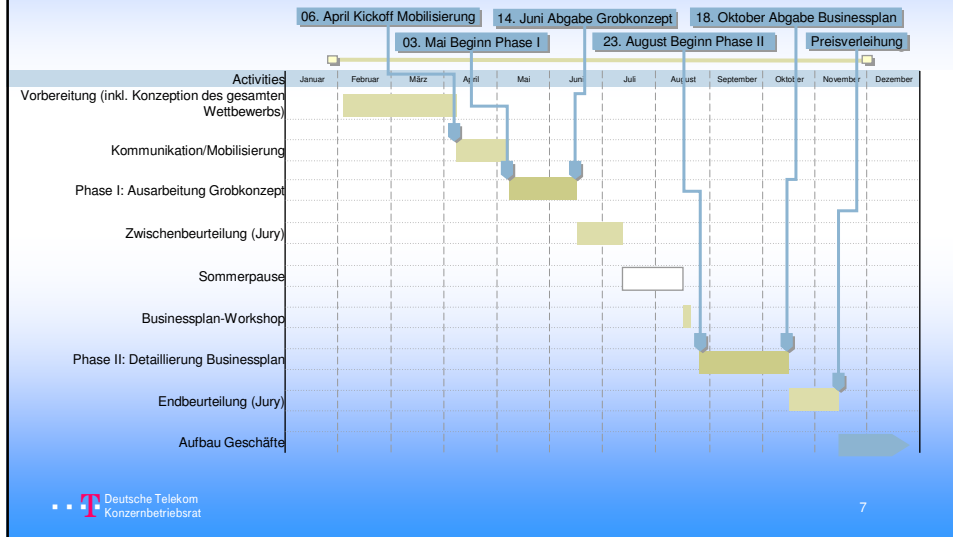 06. April Kickoff Mobilisierung
14. Juni Abgabe Grobkonzept
18. Oktober Abgabe Businessplan
03. Mai Beginn Phase I
23. August Beginn Phase II
Preisverleihung
Activities Januar Februar März April Mai Juni Juli August September Oktober November Dezember
Vorbereitung (inkl. Konzeption des gesamten
Wettbewerbs)
Kommunikation/Mobilisierung
Phase I: Ausarbeitung Grobkonzept
Zwischenbeurteilung (Jury)
Sommerpause
Businessplan-Workshop
Phase II: Detaillierung Businessplan
Endbeurteilung (Jury)
Aufbau Geschäfte
T Deutsche Telekom
Konzernbetriebsrat
7